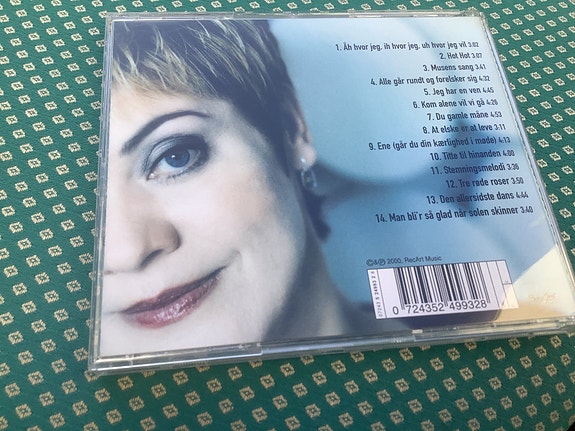 1. Åh hvor jeg, ih hvor jeg, uh hvor jeg vil 3:02
2. Hot Hot 3:07
3. Musens sang 3:41
4. Alle går rundt og forelsker sig 4:32
5. Jeg har en ven 4:45
6. Kom alene vil vi gå 4:28
7. Du gamle måne 4:53
8. At elske er at leve 3:11
9. Ene (går du din kærlighed i møde) 4:13
10. Titte til hinanden 4:00
11. Stemningsmelodi 3:30
12. Tre røde roser 3:50
13. Den allersidste dans 4:44
14. Man bli'r så glad når solen skinner 3:40
©&℗ 2000, RecArt Music
0 724352 499328